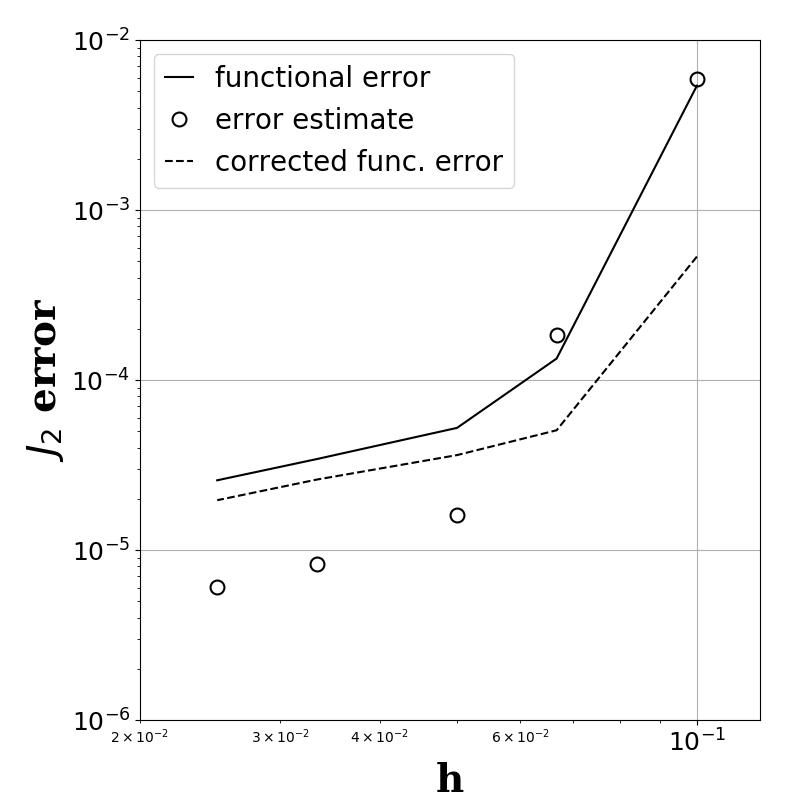 functional error
error estimate
corrected func. error
10⁻²
10⁻³
10⁻⁴
10⁻⁵
10⁻⁶
J₂ error
2 × 10⁻² 3 × 10⁻² 4 × 10⁻² 6 × 10⁻² 10⁻¹
h